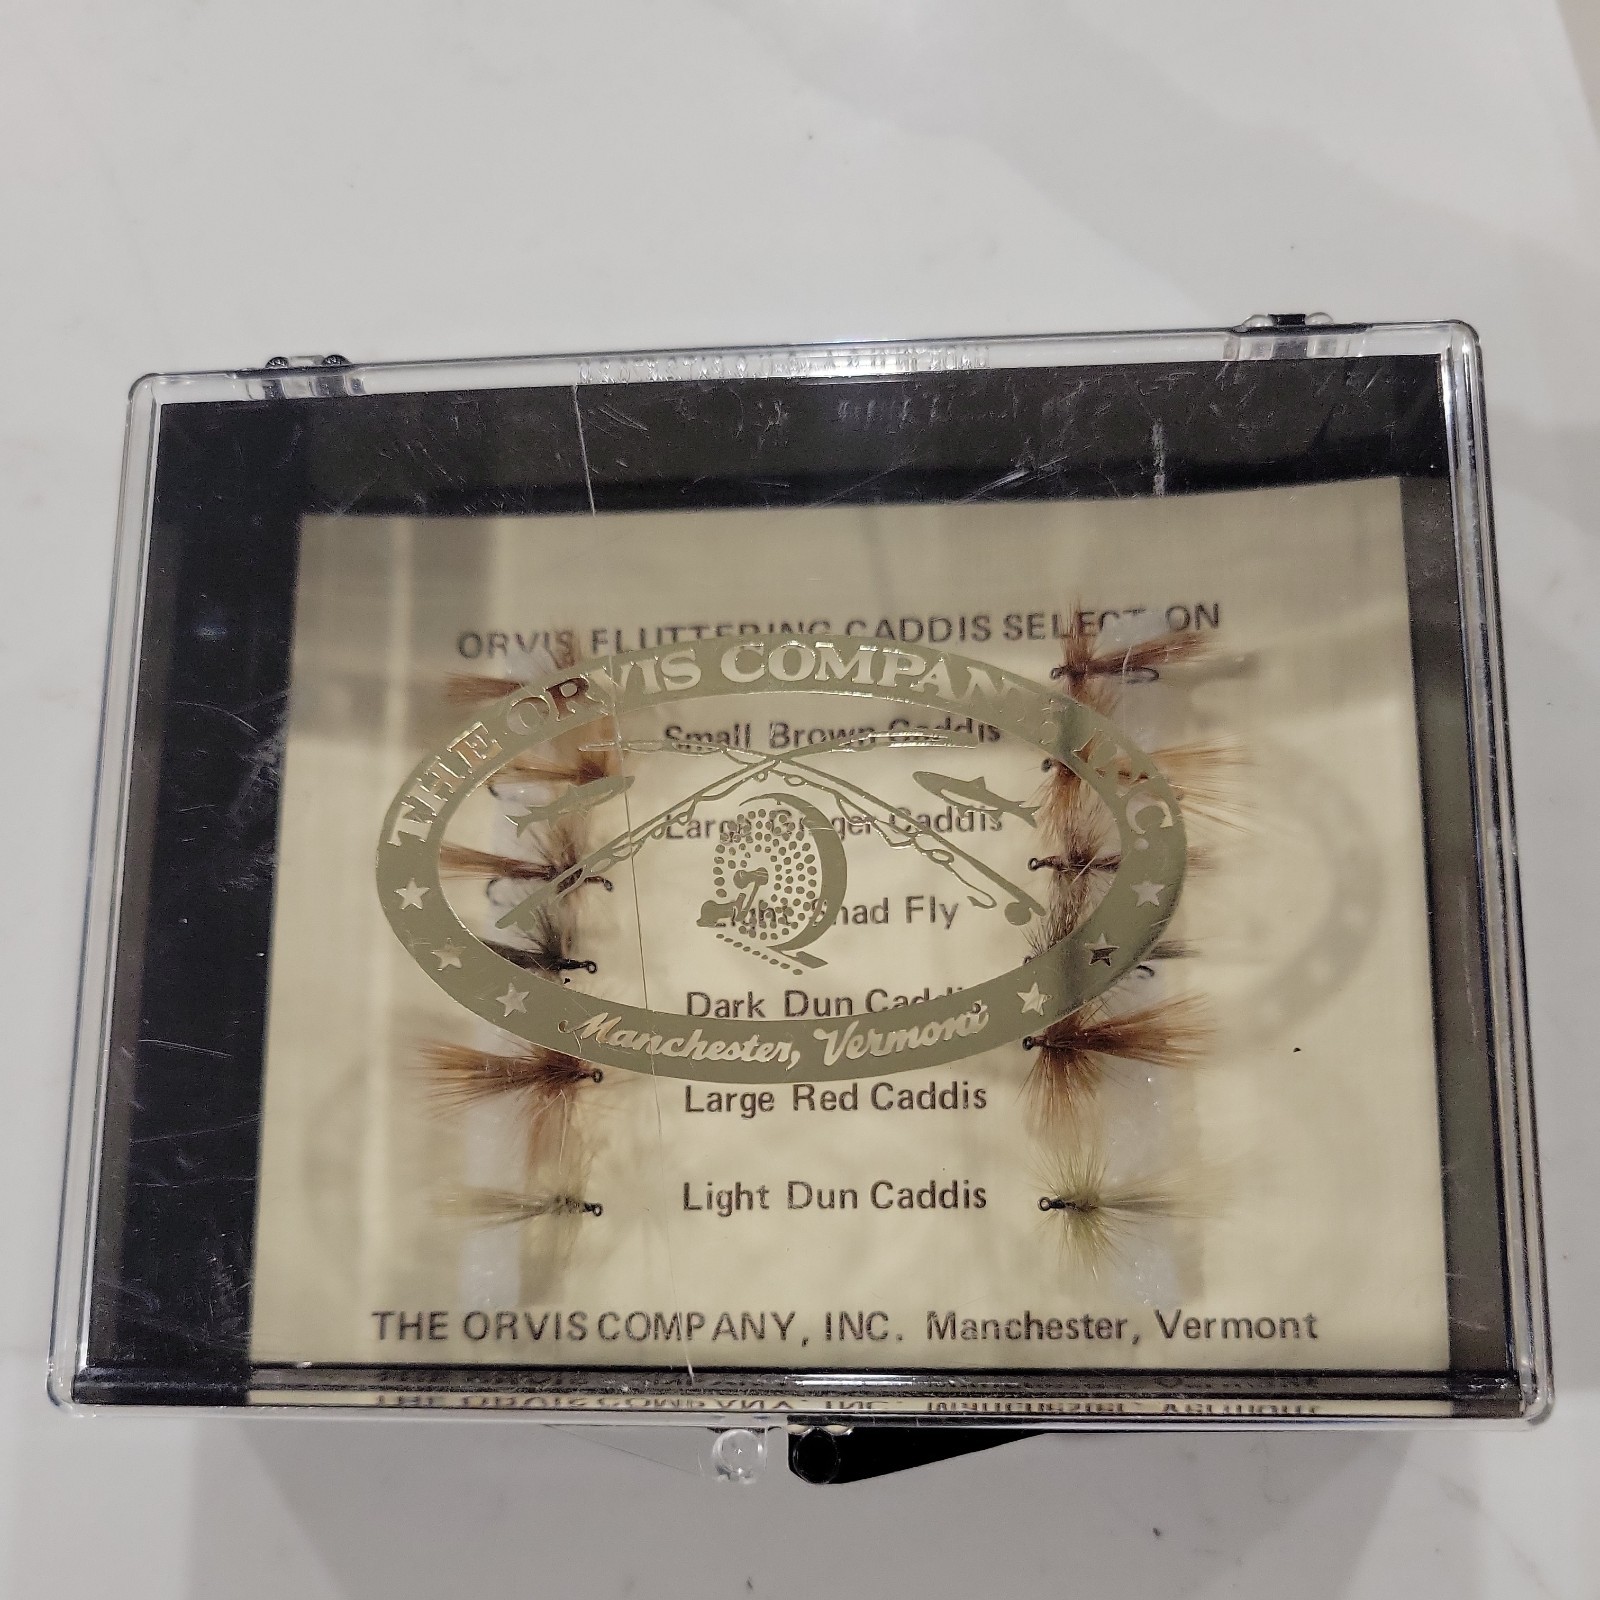 ORVIS FLUTTERING CADDIS SELECTION
THE ORVIS COMPANY, INC.
Small Brown Caddis
Large Ginger Caddis
Light Shad Fly
Dark Dun Caddis
Manchester, Vermont
Large Red Caddis
Light Dun Caddis
THE ORVIS COMPANY, INC. Manchester, Vermont